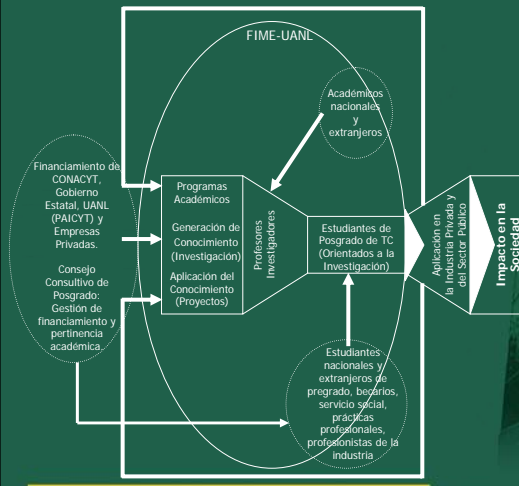 FIME-UANL
Académicos
nacionales
y
extranjeros
Financiamiento de
CONACYT,
Gobierno
Estatal, UANL
(PAICYT) y
Empresas
Privadas.
Consejo
Consultivo de
Posgrado:
Gestión de
financiamiento y
pertinencia
académica.
Programas
Académicos
Generación de
Conocimiento
(Investigación)
Aplicación del
Conocimiento
(Proyectos)
Profesores
Investigadores
Estudiantes de
Posgrado de TC
(Orientados a la
Investigación)
Aplicación en
la Industria Privada y
del Sector Público
Impacto en la
Sociedad
Estudiantes
nacionales y
extranjeros de
pregrado, becarios,
servicio social,
prácticas
profesionales,
profesionistas de la
industria